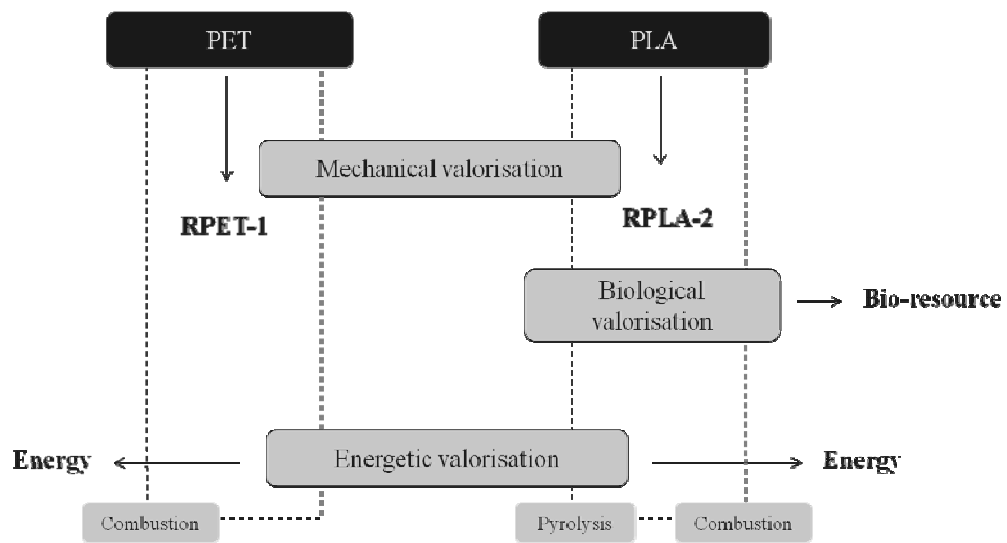 PET
PLA
Mechanical valorisation
RPET-1
RPLA-2
Biological
valorisation
Bio-resource
Energy
Energetic valorisation
Energy
Combustion
Pyrolysis
Combustion